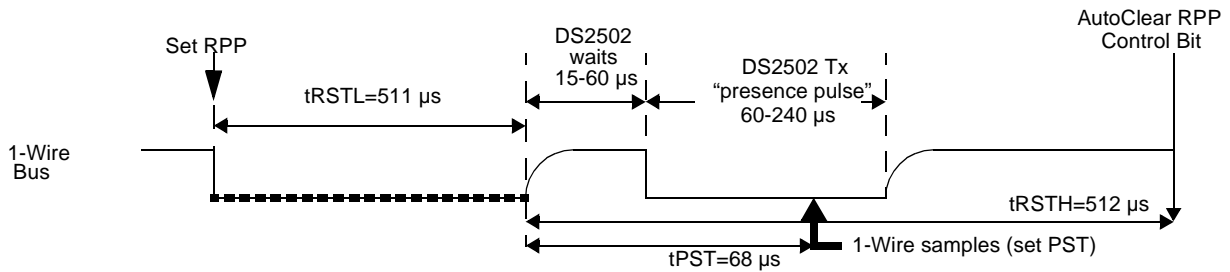 AutoClear RPP
Control Bit
DS2502
waits
15-60 µs
Set RPP
DS2502 Tx
“presence pulse”
60-240 µs
tRSTL=511 µs
1-Wire
Bus
tRSTH=512 µs
tPST=68 µs
1-Wire samples (set PST)